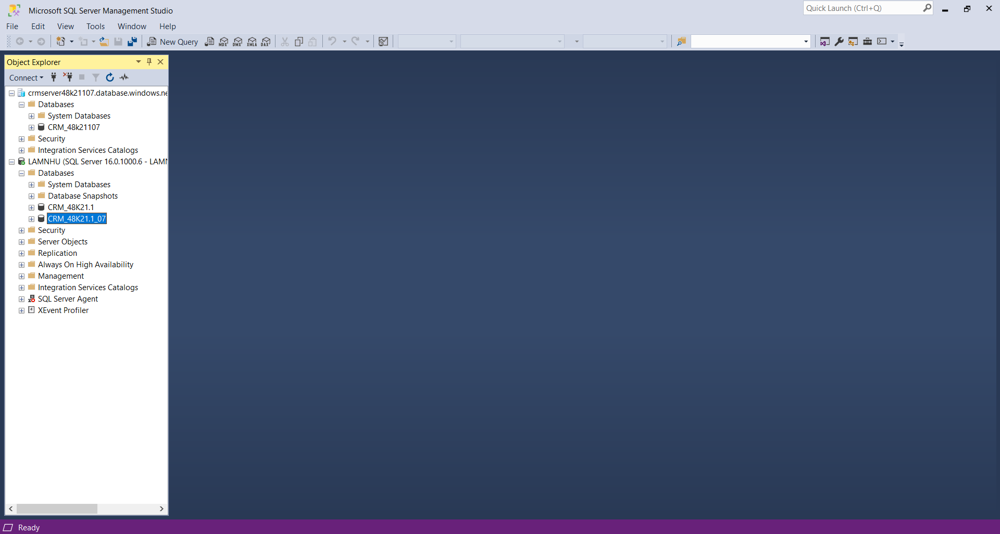 Microsoft SQL Server Management Studio
Quick Launch (Ctrl+Q)
File Edit View Tools Window Help
New Query MDX DMX XMLA DAX
Object Explorer
Connect
crmserver48k21107.database.windows.ne
Databases
System Databases
CRM_48k21107
Security
Integration Services Catalogs
LAMNHU (SQL Server 16.0.1000.6 - LAMN
Databases
System Databases
Database Snapshots
CRM_48K21.1
CRM_48K21.1_07
Security
Server Objects
Replication
Always On High Availability
Management
Integration Services Catalogs
SQL Server Agent
XEvent Profiler
Ready